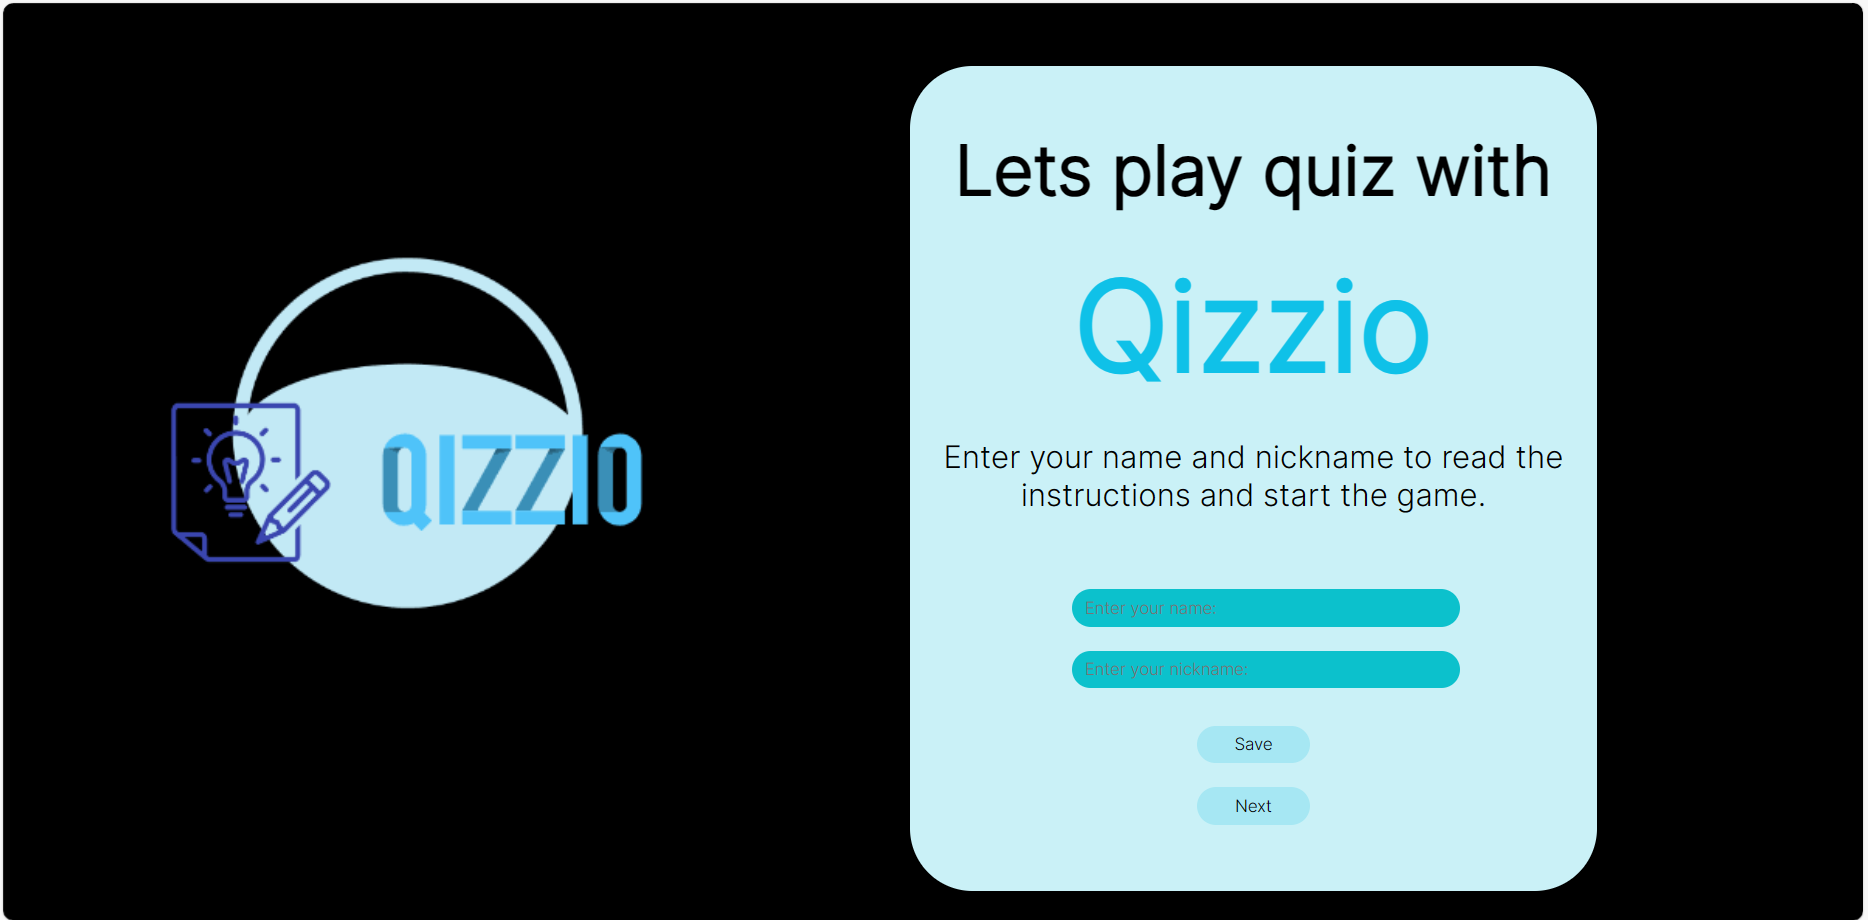 QIZZIO
Lets play quiz with
Qizzio
Enter your name and nickname to read the
instructions and start the game.
Enter your name:
Enter your nickname:
Save
Next